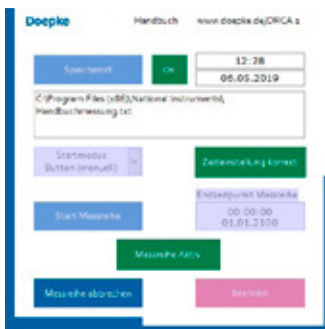 Doepke Handbuch www.doepke.de/DRCA1
Speicherort OK 12:28
06.05.2019
C:\Program Files (x86)\National Instruments\
Handbuchmessung.txt
Startmodus
Button (manuell)
Zeiteinstellung korrekt
Endzeitpunkt Messreihe
Start Messreihe 00:00:00
01.01.2100
Messreihe Aktiv
Messreihe abbrechen Beenden